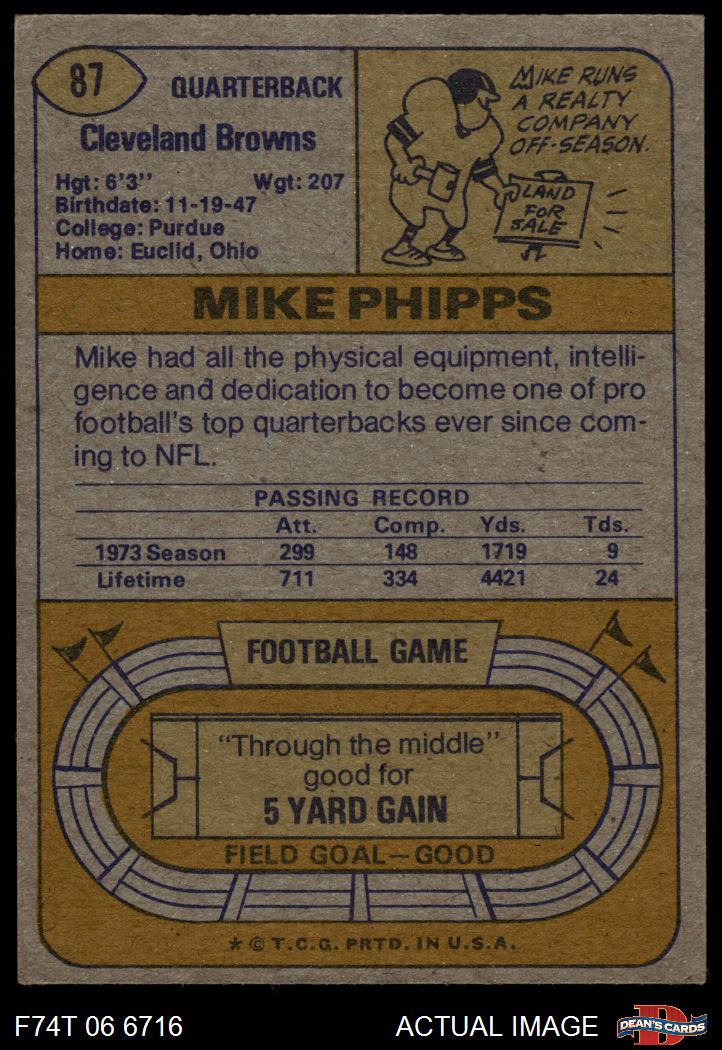 87
QUARTERBACK
Cleveland Browns
Hgt: 6'3'' Wgt: 207
Birthdate: 11-19-47
College: Purdue
Home: Euclid, Ohio
MIKE RUNS
A REALTY
COMPANY
OFF-SEASON.
LAND
FOR
SALE
MIKE PHIPPS
Mike had all the physical equipment, intelli-
gence and dedication to become one of pro
football's top quarterbacks ever since com-
ing to NFL.
PASSING RECORD
Att. Comp. Yds. Tds.
1973 Season 299 148 1719 9
Lifetime 711 334 4421 24
FOOTBALL GAME
"Through the middle"
good for
5 YARD GAIN
FIELD GOAL—GOOD
* © T.C.G. PRTD. IN U.S.A.
F74T 06 6716 ACTUAL IMAGE
D
DEAN'S CARDS